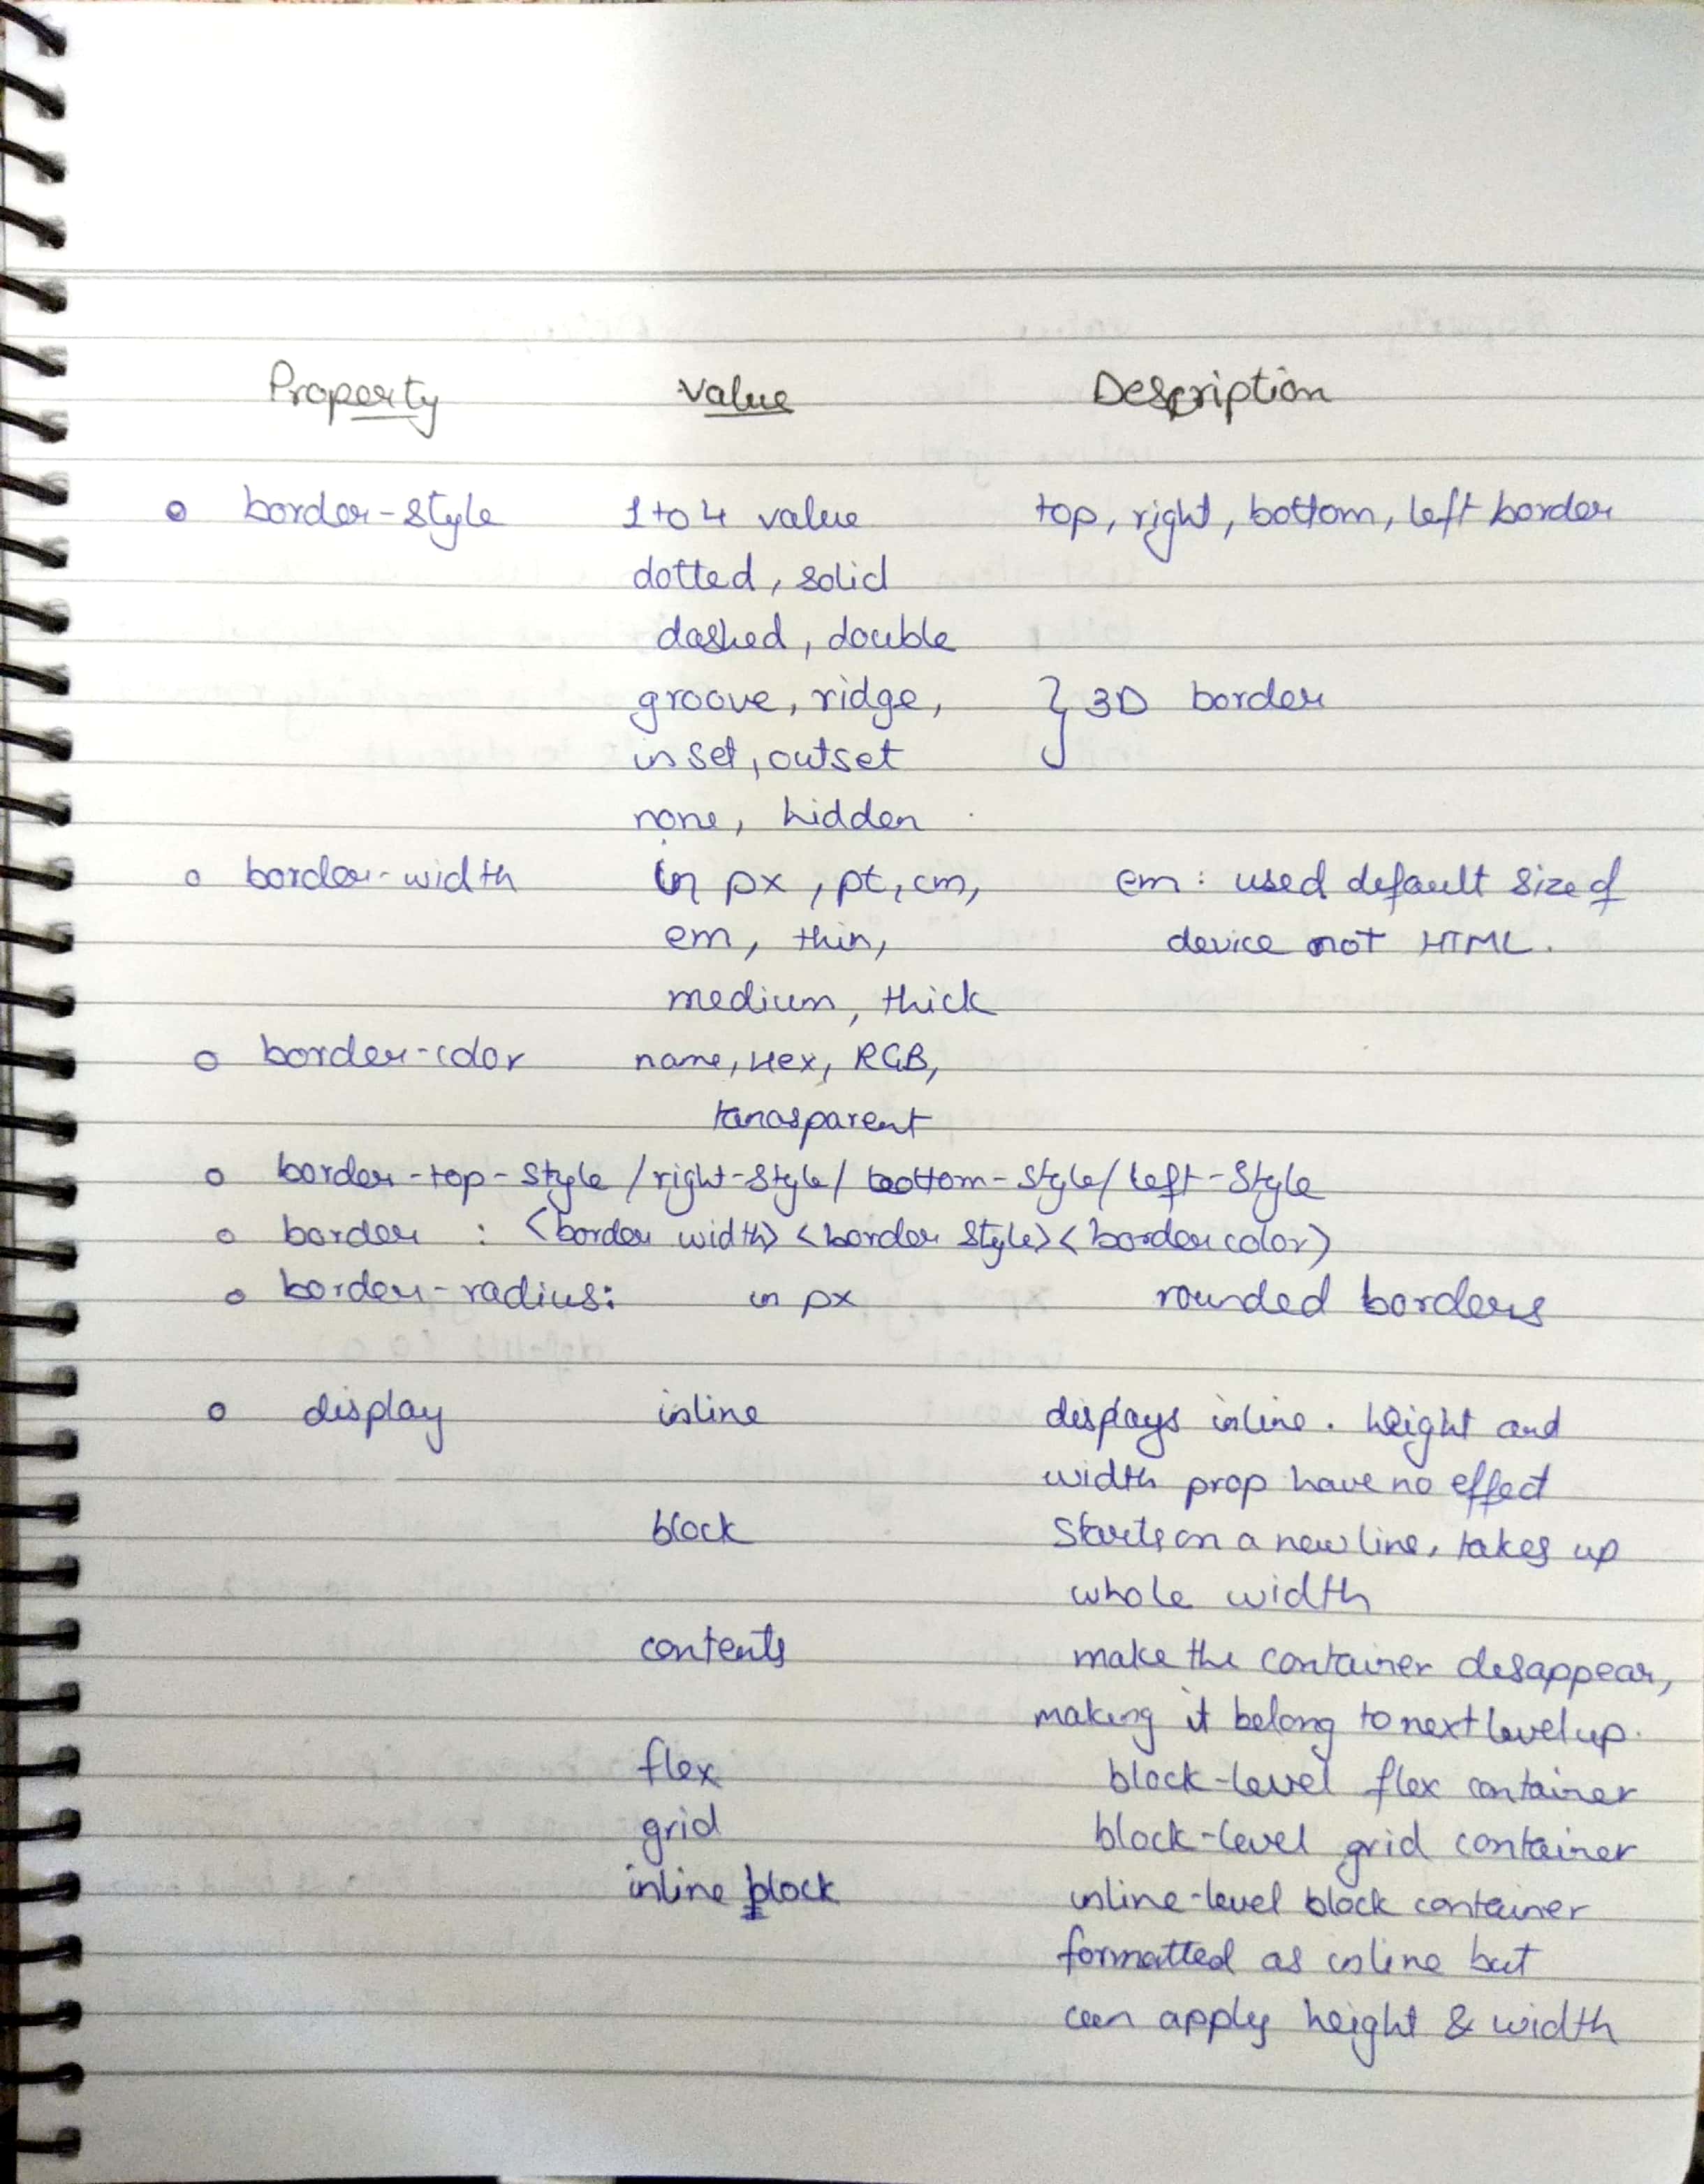 Property Value Description
border-style 1 to 4 value top, right, bottom, left border
dotted, solid
dashed, double
groove, ridge, } 3D border
inset, outset
none, hidden
border-width in px, pt, cm, em: used default size of
em, thin, device not HTML.
medium, thick
border-color name, Hex, RGB,
tanasparent
border-top-style / right-style / bottom-style / left-style
border : <border width> <border style> <border color>
border-radius: in px rounded borders
display inline displays inline. height and
width prop have no effect
block Starts on a new line, takes up
whole width
contents make the container disappear,
making it belong to next level up.
flex block-level flex container
grid block-level grid container
inline block inline-level block container
formatted as inline but
can apply height & width